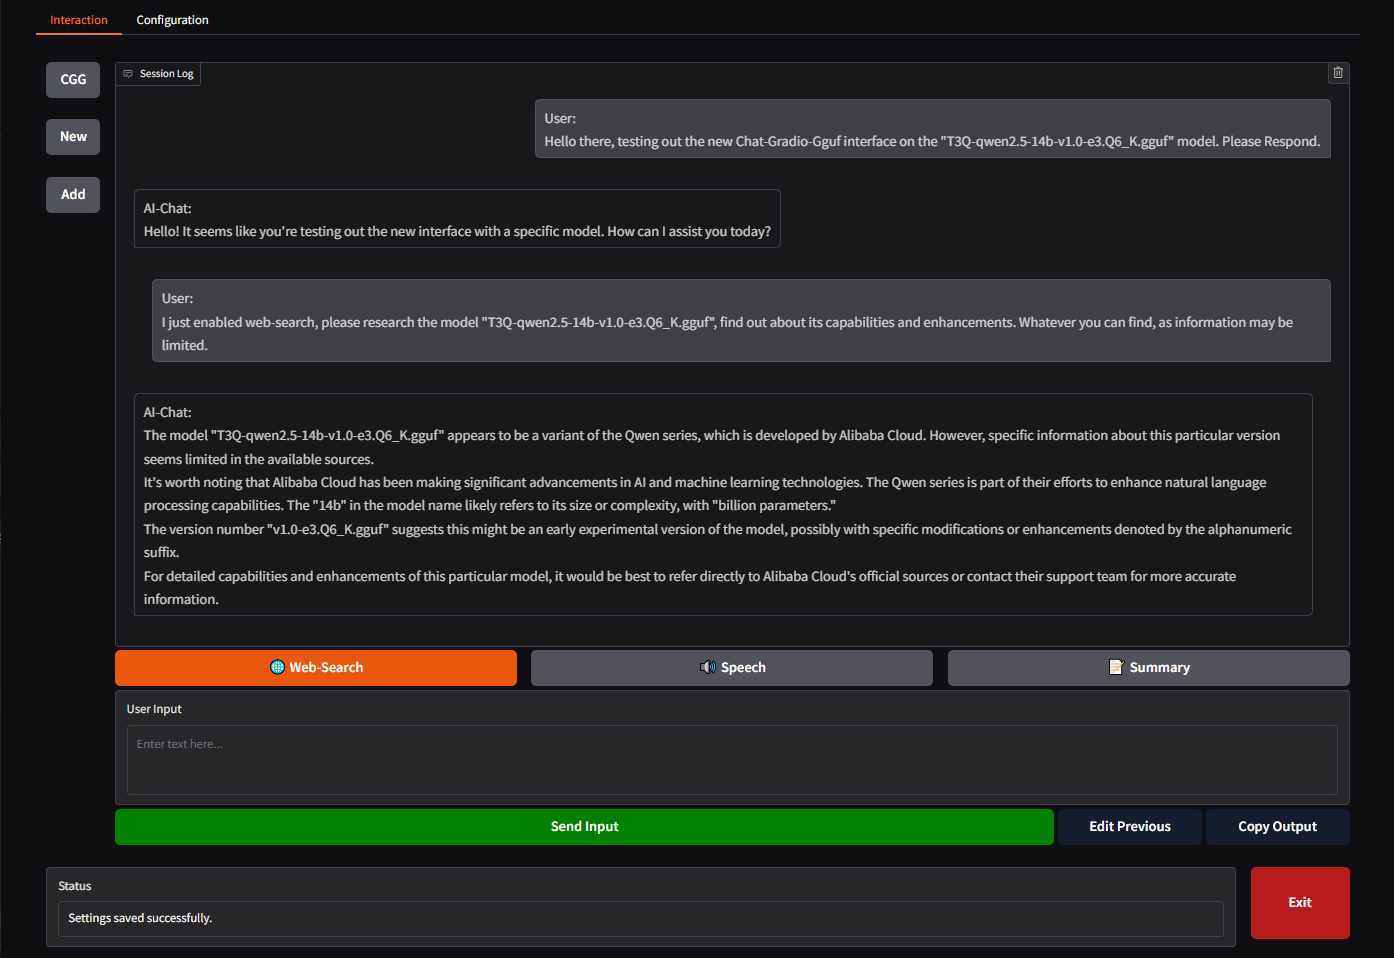 Interaction
Configuration
CGG
New
Add
Session Log
User:
Hello there, testing out the new Chat-Gradio-Gguf interface on the "T3Q-qwen2.5-14b-v1.0-e3.Q6_K.gguf" model. Please Respond.
AI-Chat:
Hello! It seems like you're testing out the new interface with a specific model. How can I assist you today?
User:
I just enabled web-search, please research the model "T3Q-qwen2.5-14b-v1.0-e3.Q6_K.gguf", find out about its capabilities and enhancements. Whatever you can find, as information may be
limited.
AI-Chat:
The model "T3Q-qwen2.5-14b-v1.0-e3.Q6_K.gguf" appears to be a variant of the Qwen series, which is developed by Alibaba Cloud. However, specific information about this particular version
seems limited in the available sources.
It's worth noting that Alibaba Cloud has been making significant advancements in AI and machine learning technologies. The Qwen series is part of their efforts to enhance natural language
processing capabilities. The "14b" in the model name likely refers to its size or complexity, with "billion parameters."
The version number "v1.0-e3.Q6_K.gguf" suggests this might be an early experimental version of the model, possibly with specific modifications or enhancements denoted by the alphanumeric
suffix.
For detailed capabilities and enhancements of this particular model, it would be best to refer directly to Alibaba Cloud's official sources or contact their support team for more accurate
information.
Web-Search
Speech
Summary
User Input
Enter text here...
Send Input
Edit Previous
Copy Output
Status
Settings saved successfully.
Exit